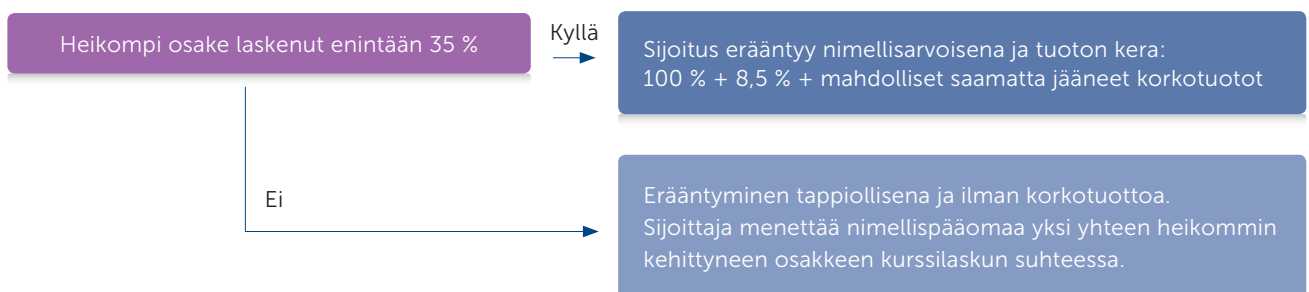 Heikompi osake laskenut enintään 35 %
Kyllä
Sijoitus erääntyy nimellisarvoisena ja tuoton kera:
100 % + 8,5 % + mahdolliset saamatta jääneet korkotuotot
Ei
Erääntyminen tappiollisena ja ilman korkotuottoa.
Sijoittaja menettää nimellispääomaa yksi yhteen heikommin
kehittyneen osakkeen kurssilaskun suhteessa.